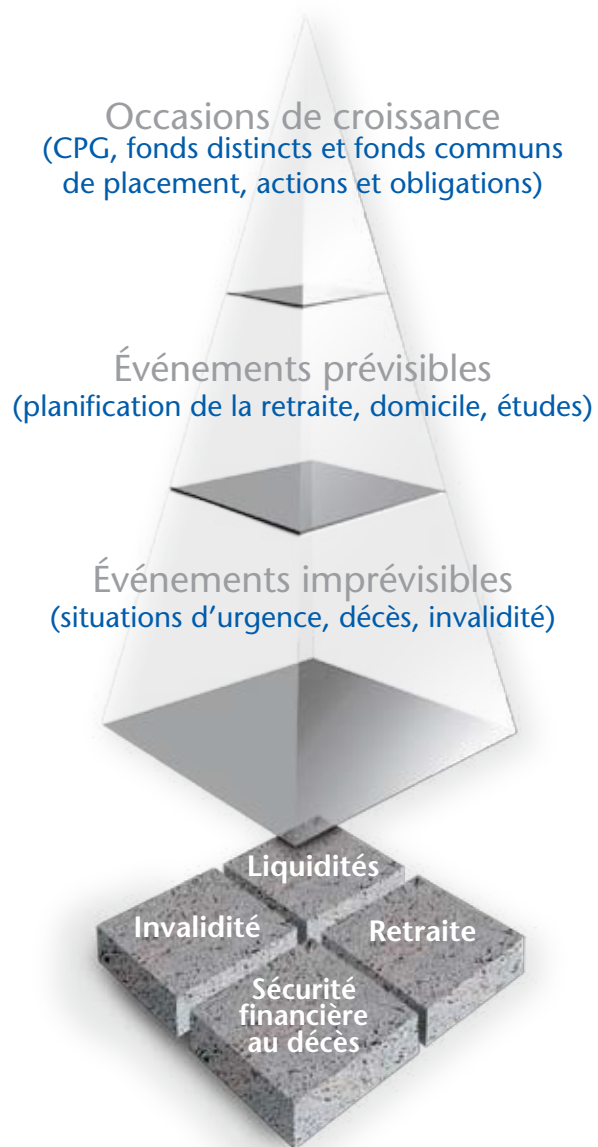 Occasions de croissance
(CPG, fonds distincts et fonds communs
de placement, actions et obligations)
Événements prévisibles
(planification de la retraite, domicile, études)
Événements imprévisibles
(situations d’urgence, décès, invalidité)
Liquidités
Invalidité
Retraite
Sécurité
financière
au décès